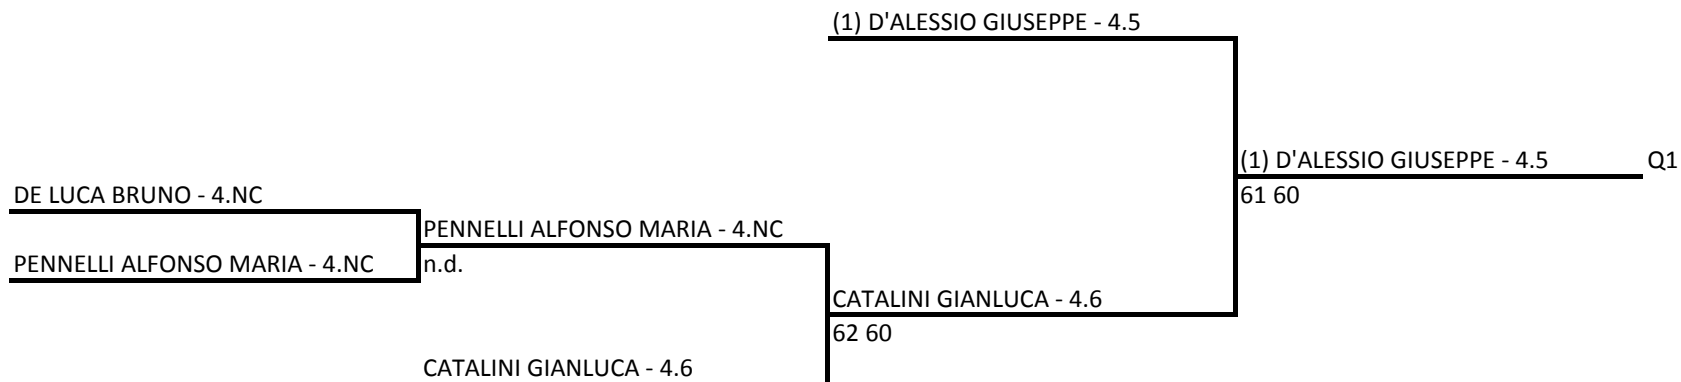 (1) D'ALESSIO GIUSEPPE - 4.5
(1) D'ALESSIO GIUSEPPE - 4.5 Q1
DE LUCA BRUNO - 4.NC
61 60
PENNELLI ALFONSO MARIA - 4.NC
PENNELLI ALFONSO MARIA - 4.NC
n.d.
CATALINI GIANLUCA - 4.6
62 60
CATALINI GIANLUCA - 4.6